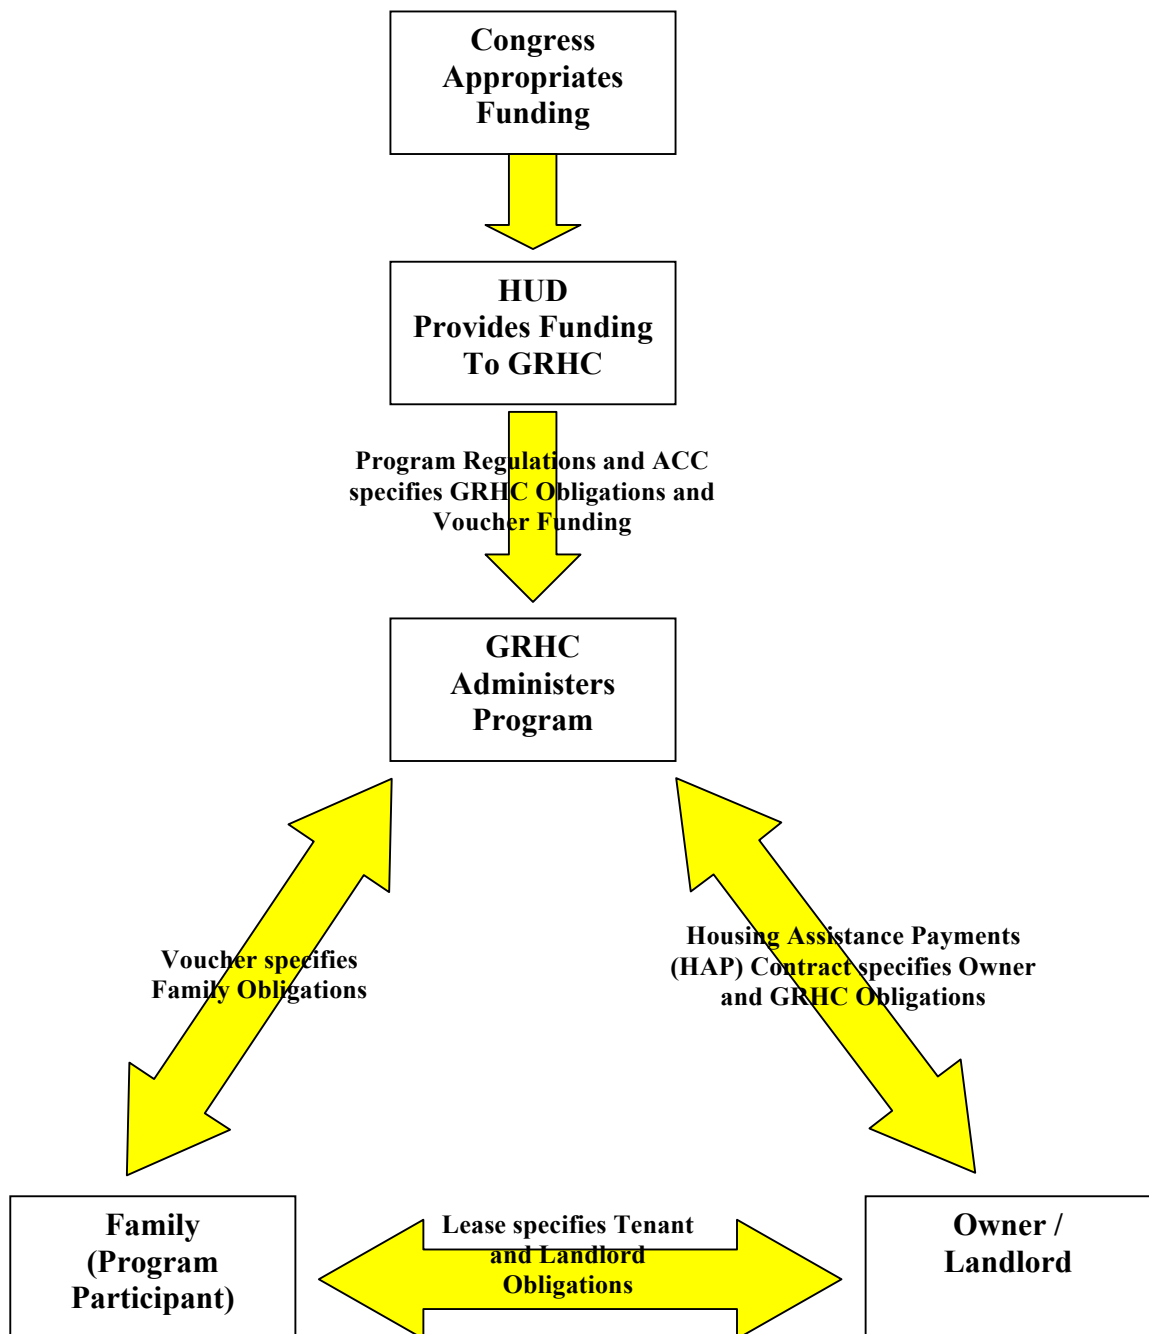 Congress
Appropriates
Funding
HUD
Provides Funding
To GRHC
Program Regulations and ACC
specifies GRHC Obligations and
Voucher Funding
GRHC
Administers
Program
Voucher specifies
Family Obligations
Housing Assistance Payments
(HAP) Contract specifies Owner
and GRHC Obligations
Family
(Program
Participant)
Lease specifies Tenant
and Landlord
Obligations
Owner /
Landlord